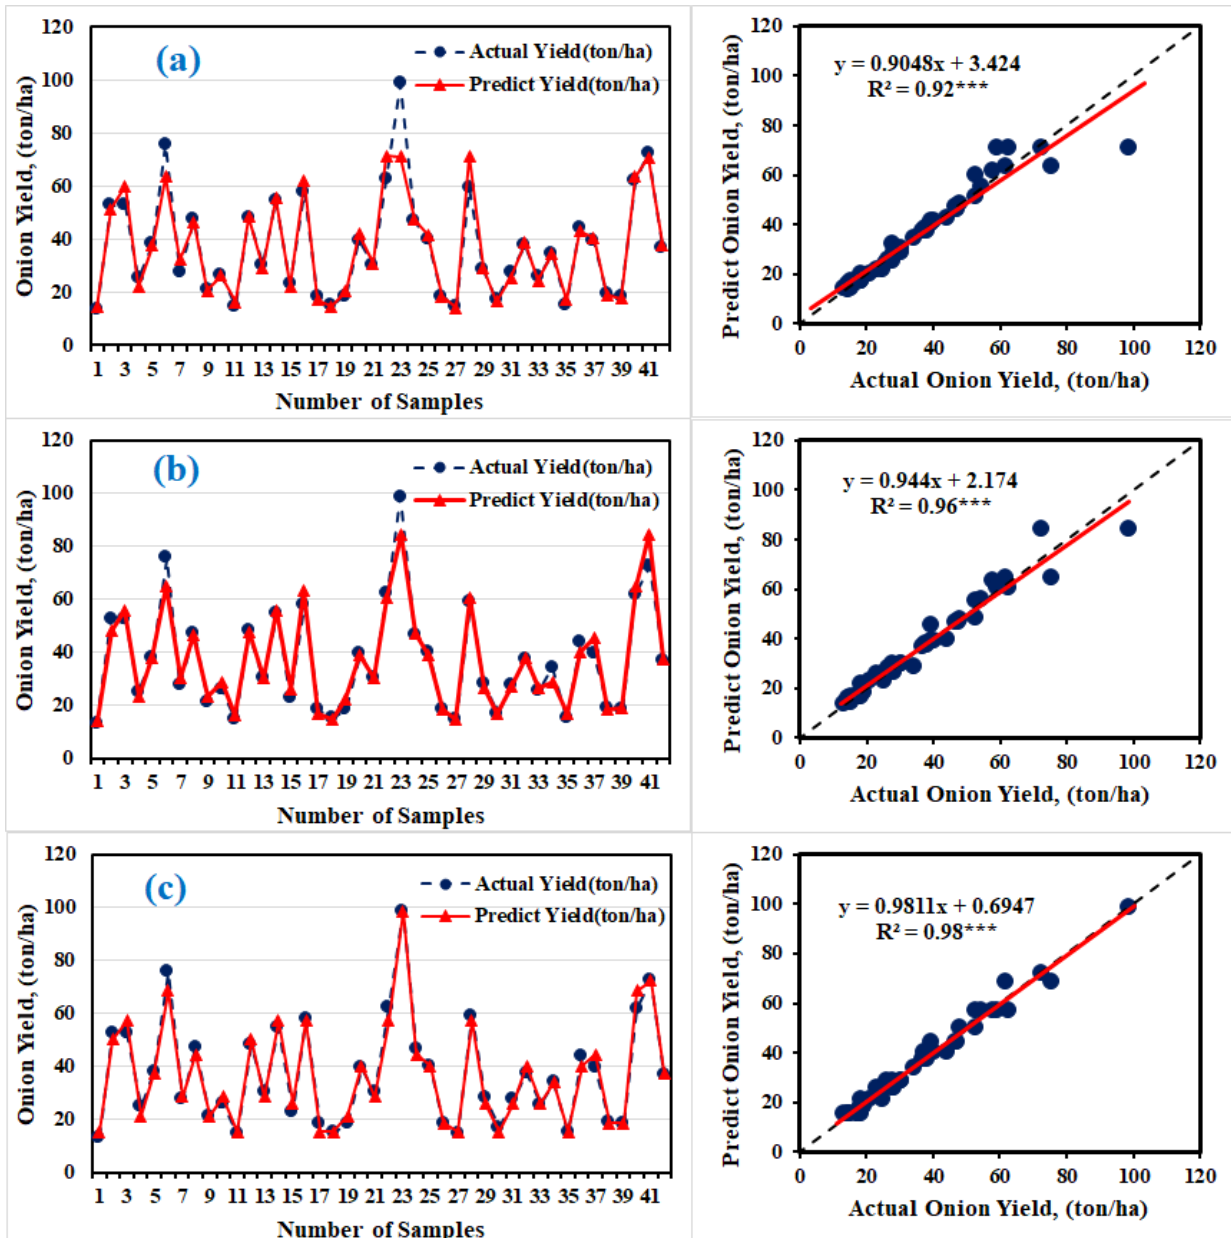 (a)
Actual Yield(ton/ha)
Predict Yield(ton/ha)
Onion Yield, (ton/ha)
120
100
80
60
40
20
0
1 3 5 7 9 11 13 15 17 19 21 23 25 27 29 31 33 35 37 39 41
Number of Samples
y = 0.9048x + 3.424
R² = 0.92***
Predict Onion Yield, (ton/ha)
120
100
80
60
40
20
0
0 20 40 60 80 100 120
Actual Onion Yield, (ton/ha)
(b)
Actual Yield(ton/ha)
Predict Yield(ton/ha)
Onion Yield, (ton/ha)
120
100
80
60
40
20
0
1 3 5 7 9 11 13 15 17 19 21 23 25 27 29 31 33 35 37 39 41
Number of Samples
y = 0.944x + 2.174
R² = 0.96***
Predict Onion Yield, (ton/ha)
120
100
80
60
40
20
0
0 20 40 60 80 100 120
Actual Onion Yield, (ton/ha)
(c)
Actual Yield(ton/ha)
Predict Yield(ton/ha)
Onion Yield, (ton/ha)
120
100
80
60
40
20
0
1 3 5 7 9 11 13 15 17 19 21 23 25 27 29 31 33 35 37 39 41
Number of Samples
y = 0.9811x + 0.6947
R² = 0.98***
Predict Onion Yield, (ton/ha)
120
100
80
60
40
20
0
0 20 40 60 80 100 120
Actual Onion Yield, (ton/ha)